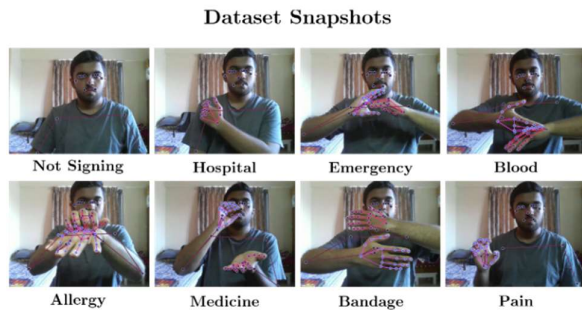 Dataset Snapshots
Not Signing
Hospital
Emergency
Blood
Allergy
Medicine
Bandage
Pain